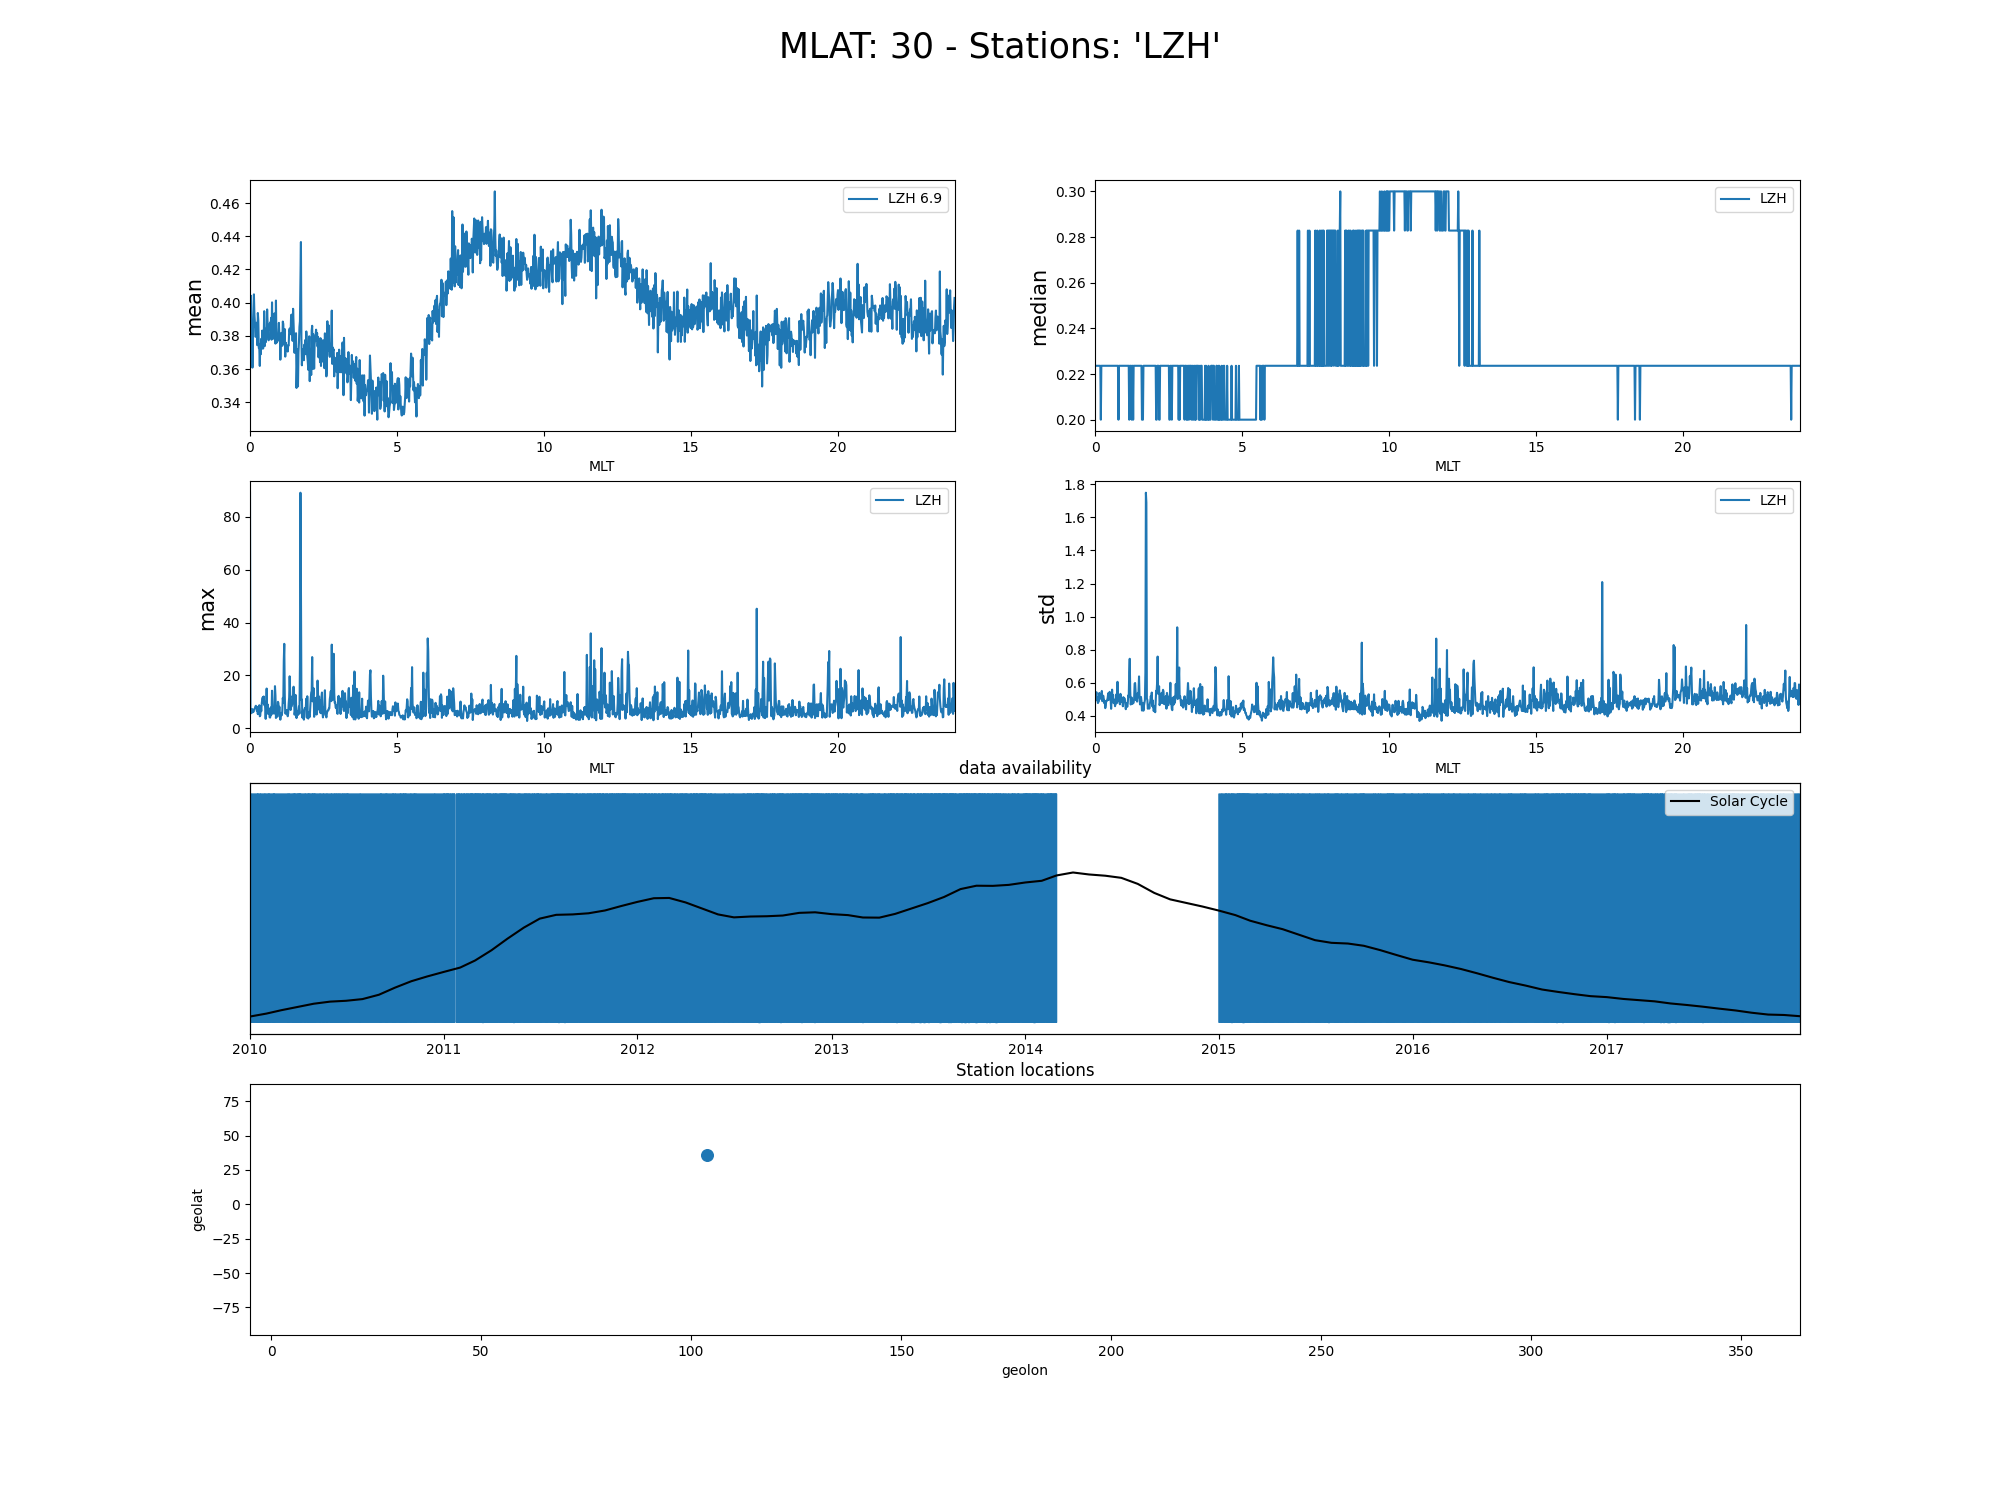 MLAT: 30 - Stations: 'LZH'
mean
0.46
0.44
0.42
0.40
0.38
0.36
0.34
LZH 6.9
0 5 10 15 20
MLT
median
0.30
0.28
0.26
0.24
0.22
0.20
LZH
0 5 10 15 20
MLT
max
80
60
40
20
0
LZH
0 5 10 15 20
MLT
std
1.8
1.6
1.4
1.2
1.0
0.8
0.6
0.4
LZH
0 5 10 15 20
MLT
data availability
Solar Cycle
2010 2011 2012 2013 2014 2015 2016 2017
Station locations
geolat
75
50
25
0
−25
−50
−75
0 50 100 150 200 250 300 350
geolon